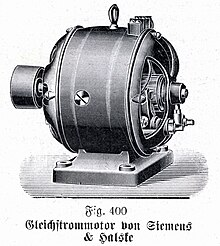 Fig. 400
Gleichstrommotor von Siemens
& Halske